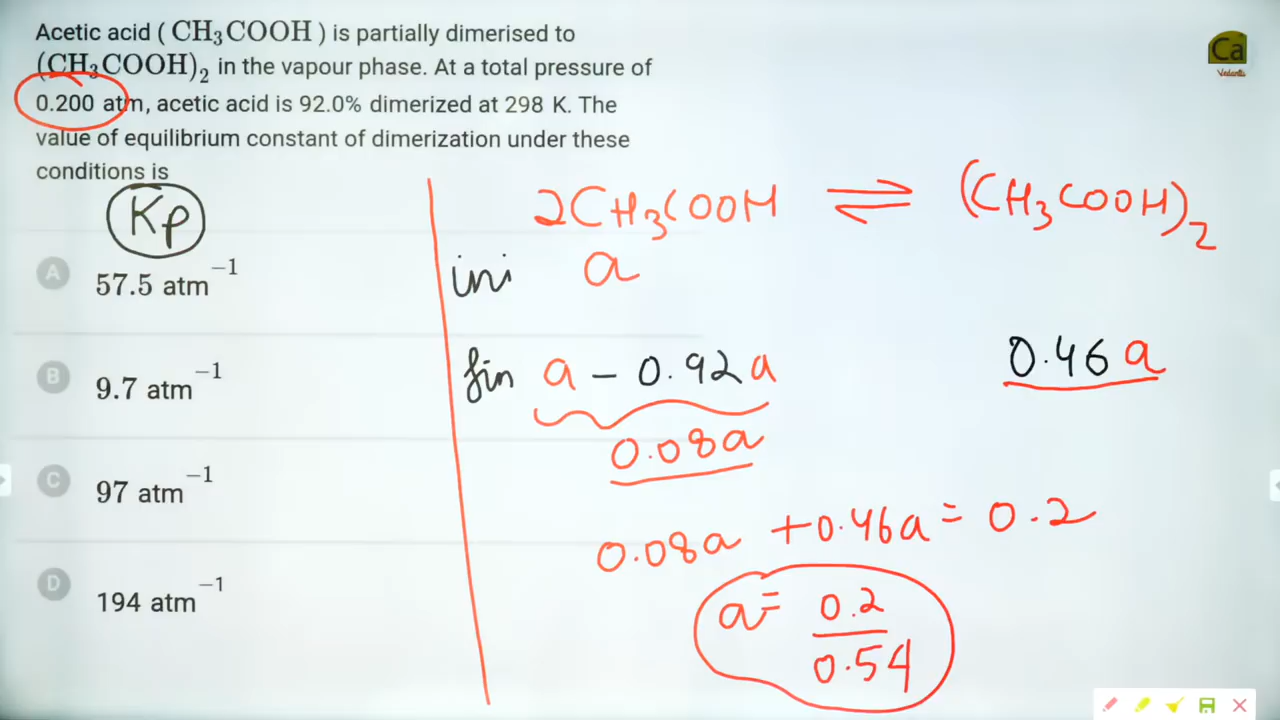 Acetic acid ( CH₃COOH ) is partially dimerised to
(CH₃COOH)₂ in the vapour phase. At a total pressure of
0.200 atm, acetic acid is 92.0% dimerized at 298 K. The
value of equilibrium constant of dimerization under these
conditions is
Kp
A 57.5 atm⁻¹
B 9.7 atm⁻¹
C 97 atm⁻¹
D 194 atm⁻¹
Ca
Vedantu
2CH₃COOH ⇌ (CH₃COOH)₂
ini a
fin a - 0.92a 0.46a
0.08a
0.08a + 0.46a = 0.2
a = 0.2/0.54